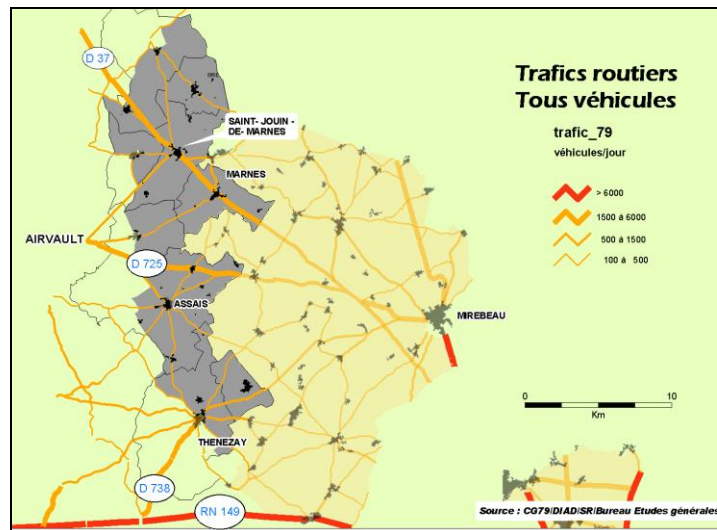 D 37
Trafics routiers
Tous véhicules
trafic_79
véhicules/jour
> 6000
1500 à 6000
500 à 1500
100 à 500
SAINT- JOUIN -
DE- MARNES
MARNES
AIRVAULT
D 725
ASSAIS
MIREBEAU
0
10
Km
THENEZAY
D 738
RN 149
Source : CG79/DIAD/SR/Bureau Etudes générales